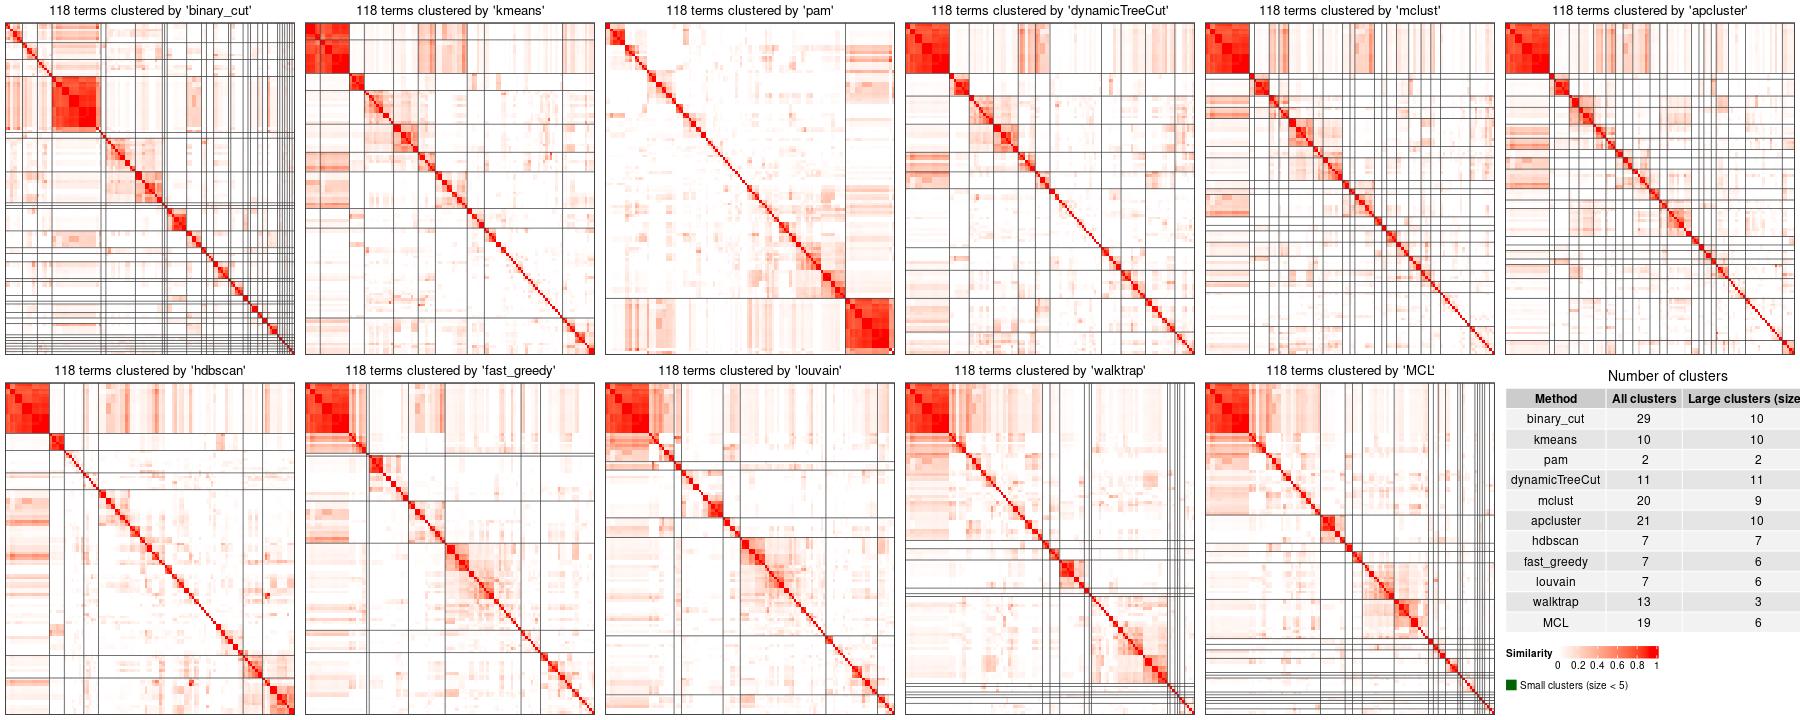 118 terms clustered by 'binary_cut'
118 terms clustered by 'kmeans'
118 terms clustered by 'pam'
118 terms clustered by 'dynamicTreeCut'
118 terms clustered by 'mclust'
118 terms clustered by 'apcluster'
118 terms clustered by 'hdbscan'
118 terms clustered by 'fast_greedy'
118 terms clustered by 'louvain'
118 terms clustered by 'walktrap'
118 terms clustered by 'MCL'
Number of clusters
Method All clusters Large clusters (size
binary_cut 29 10
kmeans 10 10
pam 2 2
dynamicTreeCut 11 11
mclust 20 9
apcluster 21 10
hdbscan 7 7
fast_greedy 7 6
louvain 7 6
walktrap 13 3
MCL 19 6
Similarity
0 0.2 0.4 0.6 0.8 1
Small clusters (size < 5)